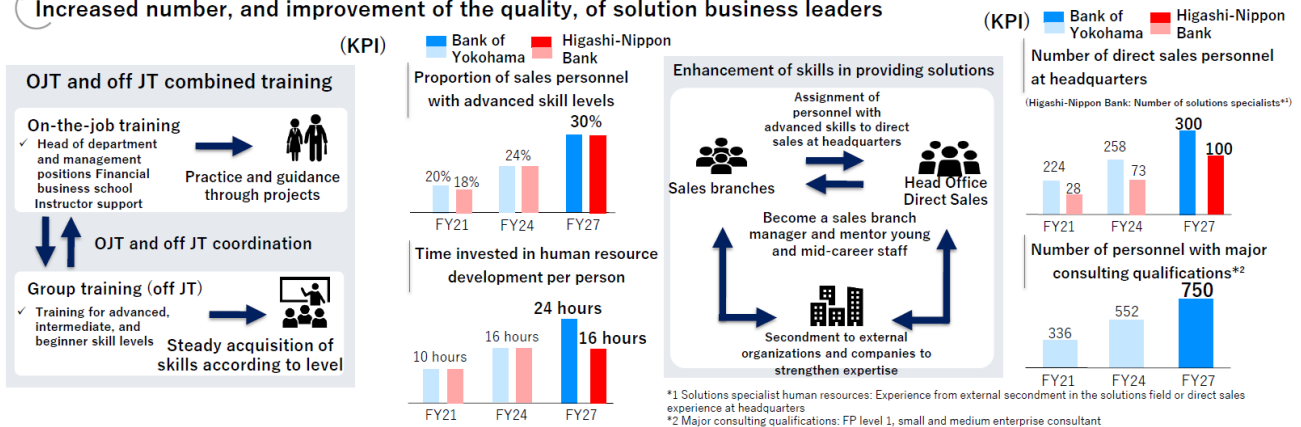 Increased number, and improvement of the quality, of solution business leaders
OJT and off JT combined training
On-the-job training
✓ Head of department
and management
positions Financial
business school
Instructor support
Practice and guidance
through projects
OJT and off JT coordination
Group training (off JT)
✓ Training for advanced,
intermediate, and
beginner skill levels
Steady acquisition of
skills according to level
(KPI)
Bank of
Yokohama
Higashi-Nippon
Bank
Proportion of sales personnel
with advanced skill levels
20%
18%
24%
30%
FY21
FY24
FY27
Time invested in human resource
development per person
10 hours
16 hours
24 hours
16 hours
FY21
FY24
FY27
Enhancement of skills in providing solutions
Assignment of
personnel with
advanced skills to direct
sales at headquarters
Sales branches
Head Office
Direct Sales
Become a sales branch
manager and mentor young
and mid-career staff
Secondment to external
organizations and companies to
strengthen expertise
(KPI)
Bank of
Yokohama
Higashi-Nippon
Bank
Number of direct sales personnel
at headquarters
(Higashi-Nippon Bank: Number of solutions specialists*¹)
224
28
258
73
300
100
FY21
FY24
FY27
Number of personnel with major
consulting qualifications*²
336
552
750
FY21
FY24
FY27
*1 Solutions specialist human resources: Experience from external secondment in the solutions field or direct sales
experience at headquarters
*2 Major consulting qualifications: FP level 1, small and medium enterprise consultant